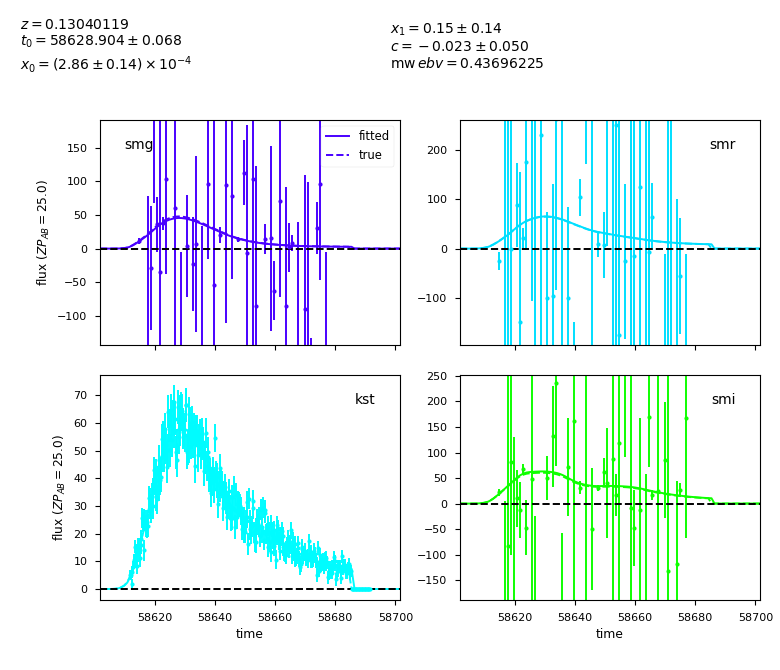 z = 0.13040119
t₀ = 58628.904 ± 0.068
x₀ = (2.86 ± 0.14) × 10⁻⁴
x₁ = 0.15 ± 0.14
c = −0.023 ± 0.050
mw ebv = 0.43696225
smg
fitted
true
150
100
50
0
−50
−100
flux (ZP_AB = 25.0)
smr
200
100
0
−100
kst
70
60
50
40
30
20
10
0
flux (ZP_AB = 25.0)
58620 58640 58660 58680 58700
time
smi
250
200
150
100
50
0
−50
−100
−150
58620 58640 58660 58680 58700
time